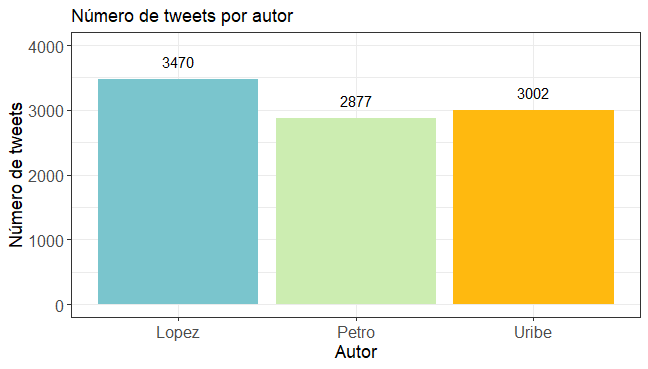 Número de tweets por autor
Número de tweets
4000
3000
2000
1000
0
3470
2877
3002
Lopez
Petro
Uribe
Autor